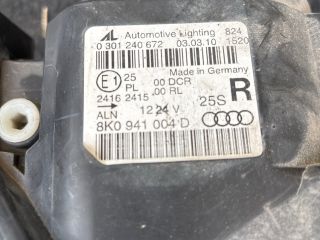 AL Automotive Lighting 824
0 301 240 672 03.03.10 1520
Made in Germany
E1 25 00 DCR
PL .00 RL
2416 2415
ALN 12 24 V 25S R
8K0 941 004 D